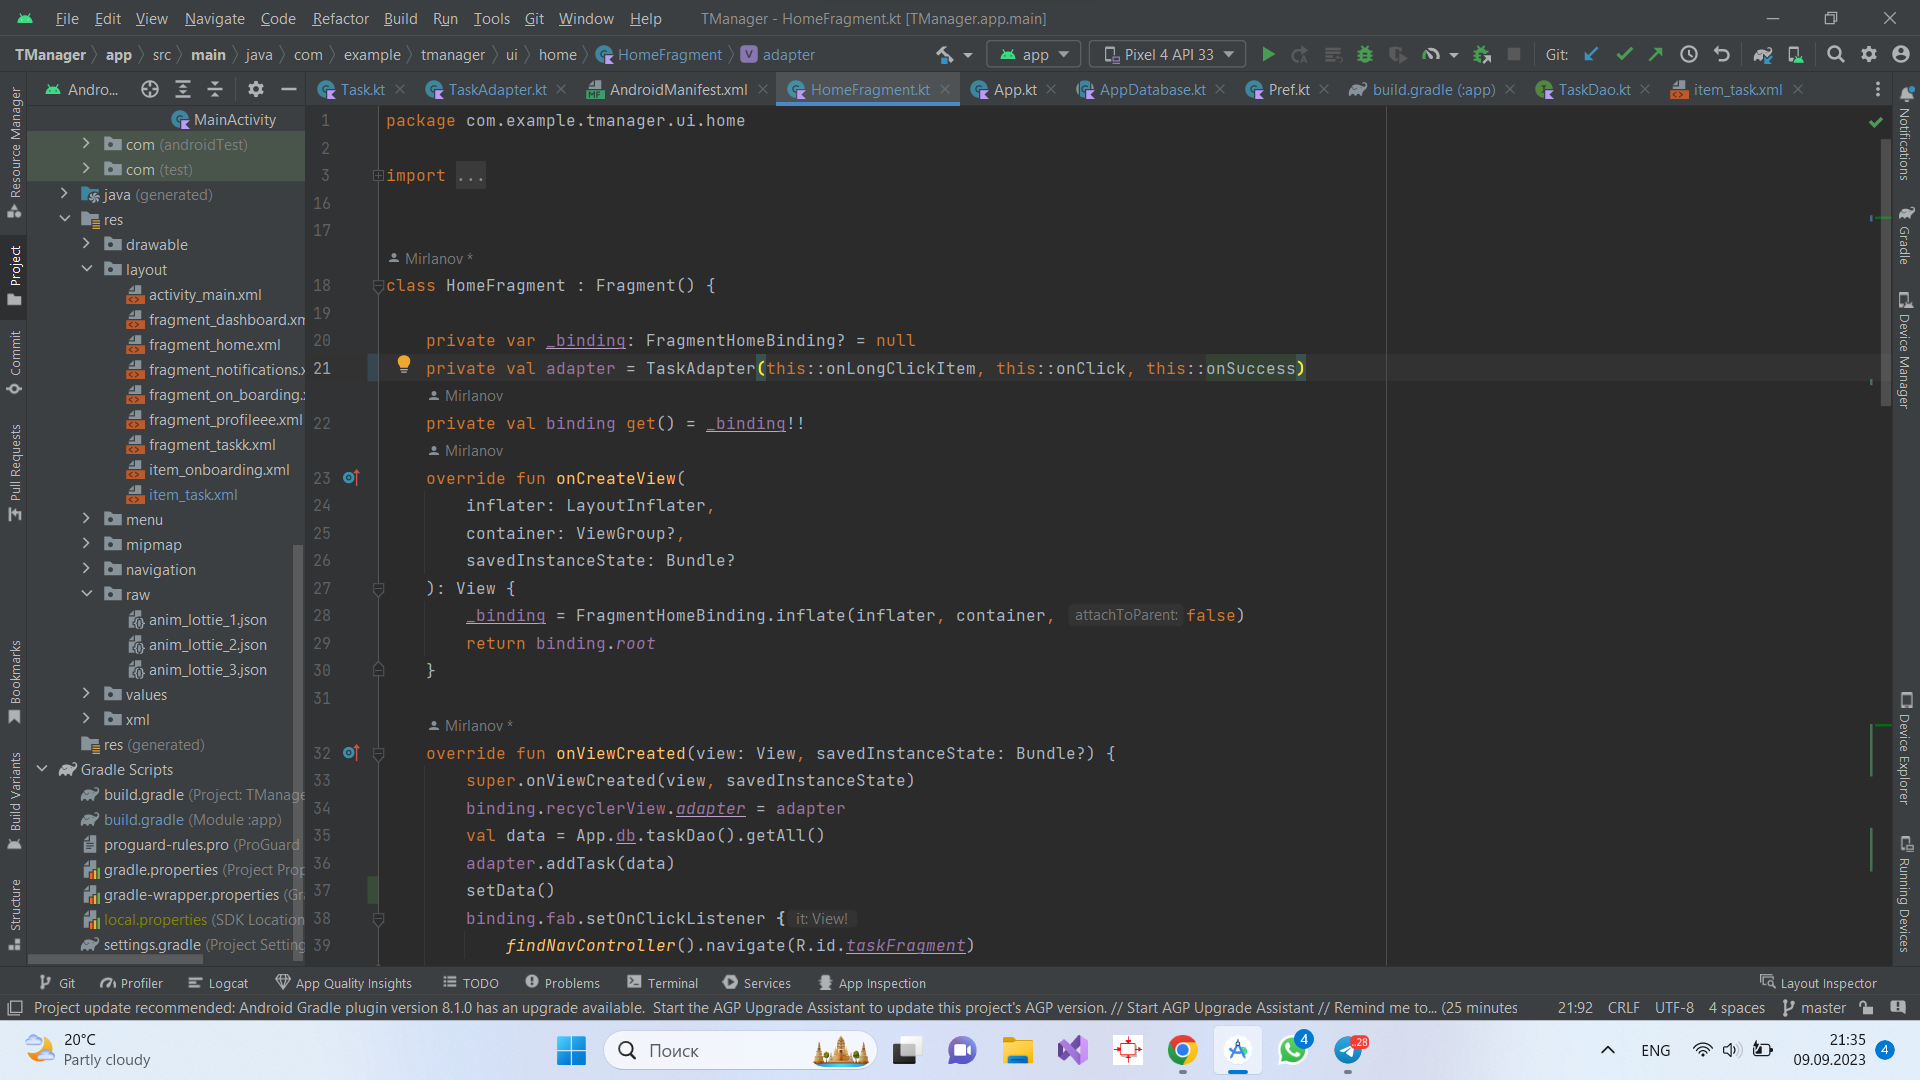 File Edit View Navigate Code Refactor Build Run Tools Git Window Help TManager - HomeFragment.kt [TManager.app.main]
TManager app src main java com example tmanager ui home HomeFragment V adapter app Pixel 4 API 33 Git:
Andro... Task.kt TaskAdapter.kt AndroidManifest.xml HomeFragment.kt App.kt AppDatabase.kt Pref.kt build.gradle (:app) TaskDao.kt item_task.xml
Resource Manager
Project
Commit
Pull Requests
Bookmarks
Build Variants
Structure
MainActivity
com (androidTest)
com (test)
java (generated)
res
drawable
layout
activity_main.xml
fragment_dashboard.xm
fragment_home.xml
fragment_notifications.x
fragment_on_boarding.
fragment_profileee.xml
fragment_taskk.xml
item_onboarding.xml
item_task.xml
menu
mipmap
navigation
raw
anim_lottie_1.json
anim_lottie_2.json
anim_lottie_3.json
values
xml
res (generated)
Gradle Scripts
build.gradle (Project: TManage
build.gradle (Module :app)
proguard-rules.pro (ProGuard
gradle.properties (Project Prop
gradle-wrapper.properties (Gr
local.properties (SDK Location
settings.gradle (Project Setting
1 package com.example.tmanager.ui.home
2
3 import ...
16
17
Mirlanov *
18 class HomeFragment : Fragment() {
19
20 private var _binding: FragmentHomeBinding? = null
21 private val adapter = TaskAdapter(this::onLongClickItem, this::onClick, this::onSuccess)
Mirlanov
22 private val binding get() = _binding!!
Mirlanov
23 override fun onCreateView(
24 inflater: LayoutInflater,
25 container: ViewGroup?,
26 savedInstanceState: Bundle?
27 ): View {
28 _binding = FragmentHomeBinding.inflate(inflater, container, attachToParent: false)
29 return binding.root
30 }
31
Mirlanov *
32 override fun onViewCreated(view: View, savedInstanceState: Bundle?) {
33 super.onViewCreated(view, savedInstanceState)
34 binding.recyclerView.adapter = adapter
35 val data = App.db.taskDao().getAll()
36 adapter.addTask(data)
37 setData()
38 binding.fab.setOnClickListener { it: View!
39 findNavController().navigate(R.id.taskFragment)
Notifications
Gradle
Device Manager
Device Explorer
Running Devices
Git Profiler Logcat App Quality Insights TODO Problems Terminal Services App Inspection Layout Inspector
Project update recommended: Android Gradle plugin version 8.1.0 has an upgrade available. Start the AGP Upgrade Assistant to update this project's AGP version. // Start AGP Upgrade Assistant // Remind me to... (25 minutes 21:92 CRLF UTF-8 4 spaces master
20°C
Partly cloudy
Поиск
4
28
ENG
21:35
09.09.2023
4